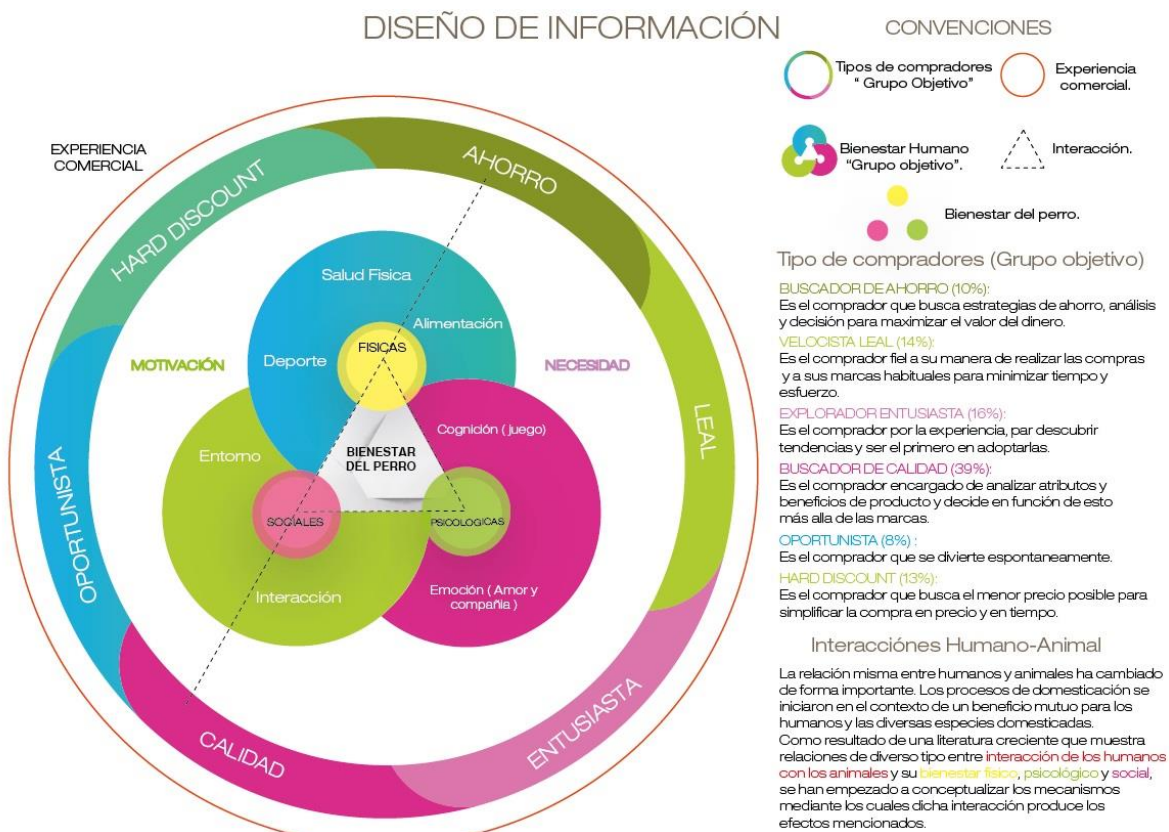 DISEÑO DE INFORMACIÓN
EXPERIENCIA
COMERCIAL
HARD DISCOUNT
AHORRO
LEAL
ENTUSIASTA
CALIDAD
OPORTUNISTA
MOTIVACIÓN
NECESIDAD
Salud Fisica
Alimentación
Deporte
FISICAS
Cognición ( juego)
BIENESTAR
DEL PERRO
Entorno
SOCIALES
PSICOLOGICAS
Interacción
Emoción ( Amor y
compañia )
CONVENCIONES
Tipos de compradores
“ Grupo Objetivo”
Experiencia
comercial.
Bienestar Humano
“Grupo objetivo”.
Interacción.
Bienestar del perro.
Tipo de compradores (Grupo objetivo)
BUSCADOR DE AHORRO (10%):
Es el comprador que busca estrategias de ahorro, análisis
y decisión para maximizar el valor del dinero.
VELOCISTA LEAL (14%):
Es el comprador fiel a su manera de realizar las compras
y a sus marcas habituales para minimizar tiempo y
esfuerzo.
EXPLORADOR ENTUSIASTA (16%):
Es el comprador por la experiencia, par descubrir
tendencias y ser el primero en adoptarlas.
BUSCADOR DE CALIDAD (39%):
Es el comprador encargado de analizar atributos y
beneficios de producto y decide en función de esto
más alla de las marcas.
OPORTUNISTA (8%) :
Es el comprador que se divierte espontaneamente.
HARD DISCOUNT (13%):
Es el comprador que busca el menor precio posible para
simplificar la compra en precio y en tiempo.
Interacciónes Humano-Animal
La relación misma entre humanos y animales ha cambiado
de forma importante. Los procesos de domesticación se
iniciaron en el contexto de un beneficio mutuo para los
humanos y las diversas especies domesticadas.
Como resultado de una literatura creciente que muestra
relaciones de diverso tipo entre interacción de los humanos
con los animales y su bienestar físico, psicológico y social,
se han empezado a conceptualizar los mecanismos
mediante los cuales dicha interacción produce los
efectos mencionados.